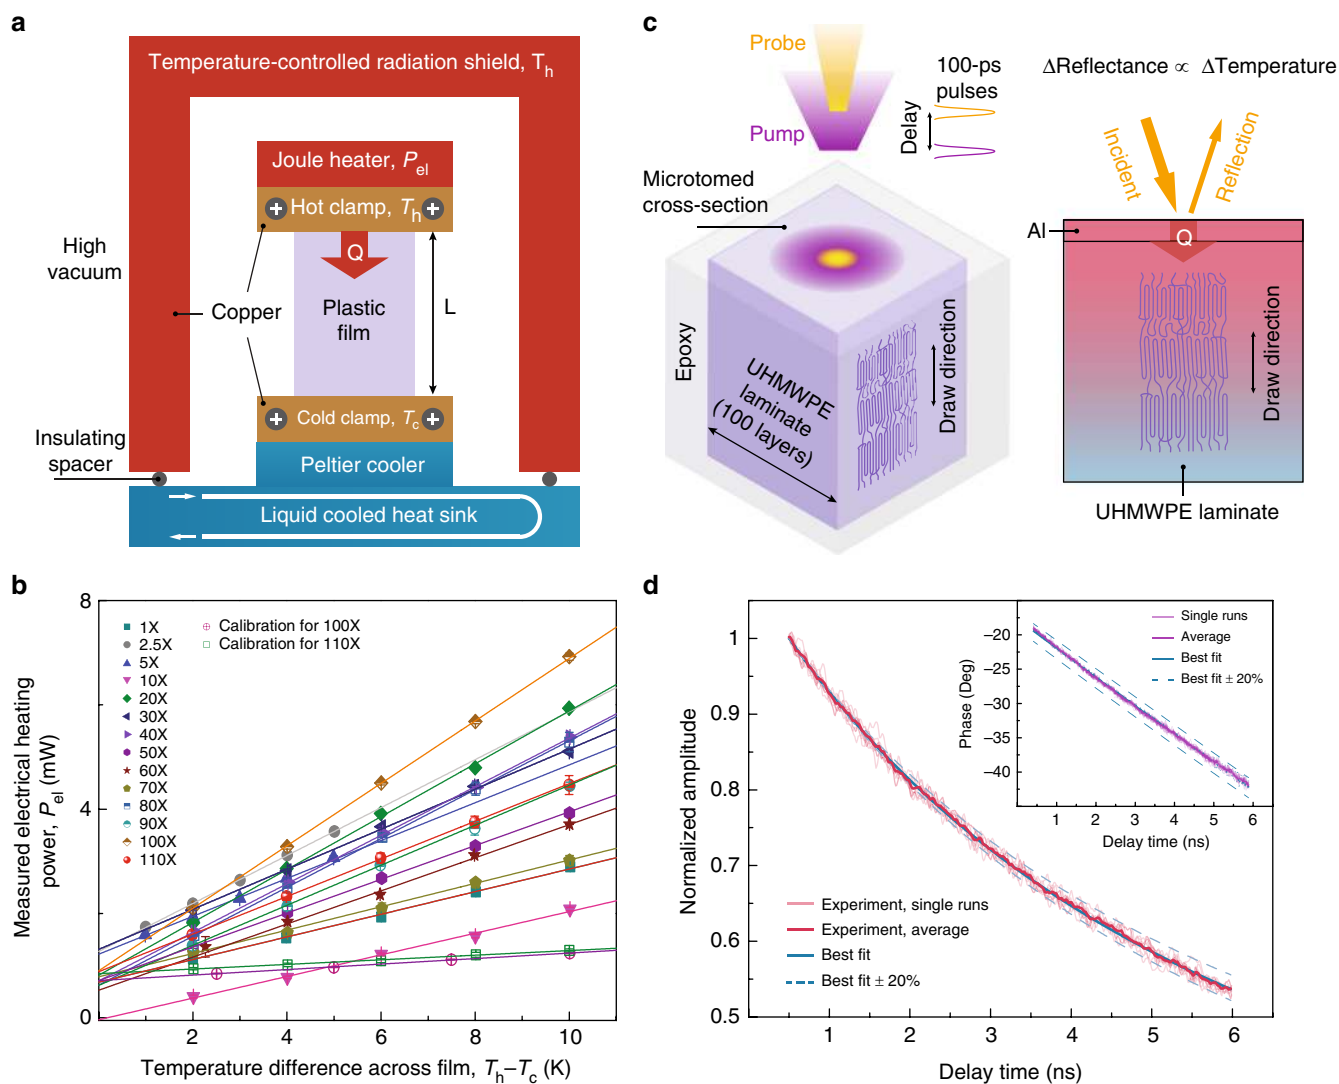 a
Temperature-controlled radiation shield, T_h
Joule heater, P_el
Hot clamp, T_h
Q
High
vacuum
Copper
Plastic
film
L
Cold clamp, T_c
Insulating
spacer
Peltier cooler
Liquid cooled heat sink
c
Probe
Pump
100-ps
pulses
Delay
Microtomed
cross-section
Epoxy
UHMWPE
laminate
(100 layers)
Draw direction
ΔReflectance ∝ ΔTemperature
Incident
Reflection
Al
Q
Draw direction
UHMWPE laminate
b
8
4
0
2
4
6
8
10
1X
2.5X
5X
10X
20X
30X
40X
50X
60X
70X
80X
90X
100X
110X
Calibration for 100X
Calibration for 110X
Measured electrical heating
power, P_el (mW)
Temperature difference across film, T_h–T_c (K)
d
1
0.9
0.8
0.7
0.6
0.5
1
2
3
4
5
6
Normalized amplitude
Delay time (ns)
Experiment, single runs
Experiment, average
Best fit
Best fit ± 20%
Single runs
Average
Best fit
Best fit ± 20%
–20
–25
–30
–35
–40
Phase (Deg)
1
2
3
4
5
6
Delay time (ns)